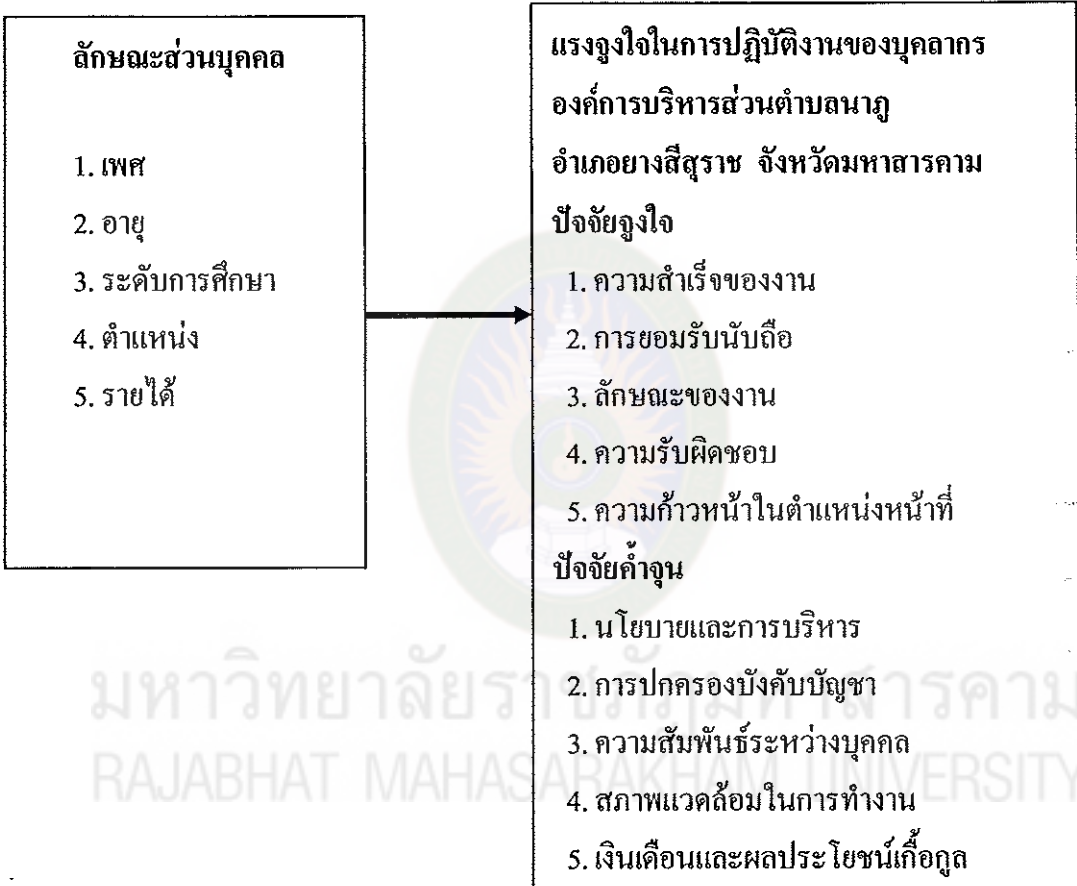 ลักษณะส่วนบุคคล
1. เพศ
2. อายุ
3. ระดับการศึกษา
4. ตำแหน่ง
5. รายได้
แรงจูงใจในการปฏิบัติงานของบุคลากร
องค์การบริหารส่วนตำบลนาภู
อำเภอยางสีสุราช จังหวัดมหาสารคาม
ปัจจัยจูงใจ
1. ความสำเร็จของงาน
2. การยอมรับนับถือ
3. ลักษณะของงาน
4. ความรับผิดชอบ
5. ความก้าวหน้าในตำแหน่งหน้าที่
ปัจจัยค้ำจุน
1. นโยบายและการบริหาร
2. การปกครองบังคับบัญชา
3. ความสัมพันธ์ระหว่างบุคคล
4. สภาพแวดล้อมในการทำงาน
5. เงินเดือนและผลประโยชน์เกื้อกูล
มหาวิทยาลัยราชภัฏมหาสารคาม
RAJABHAT MAHASARAKHAM UNIVERSITY